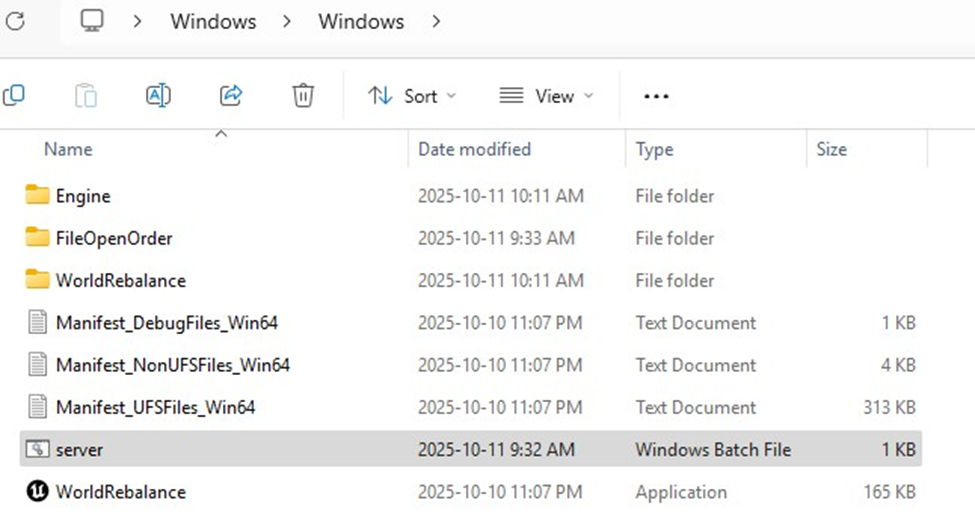 Windows > Windows >
Sort View ...
Name Date modified Type Size
Engine 2025-10-11 10:11 AM File folder
FileOpenOrder 2025-10-11 9:33 AM File folder
WorldRebalance 2025-10-11 10:11 AM File folder
Manifest_DebugFiles_Win64 2025-10-10 11:07 PM Text Document 1 KB
Manifest_NonUFSFiles_Win64 2025-10-10 11:07 PM Text Document 4 KB
Manifest_UFSFiles_Win64 2025-10-10 11:07 PM Text Document 313 KB
server 2025-10-11 9:32 AM Windows Batch File 1 KB
WorldRebalance 2025-10-10 11:07 PM Application 165 KB